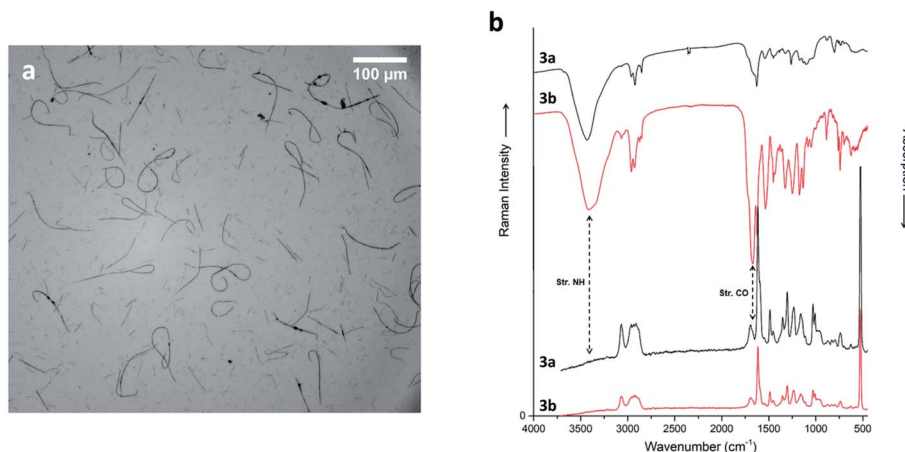 a
100 µm
b
3a
3b
Raman Intensity
Str. NH
Str. CO
3a
3b
0
4000 3500 3000 2500 2000 1500 1000 500
Wavenumber (cm⁻¹)